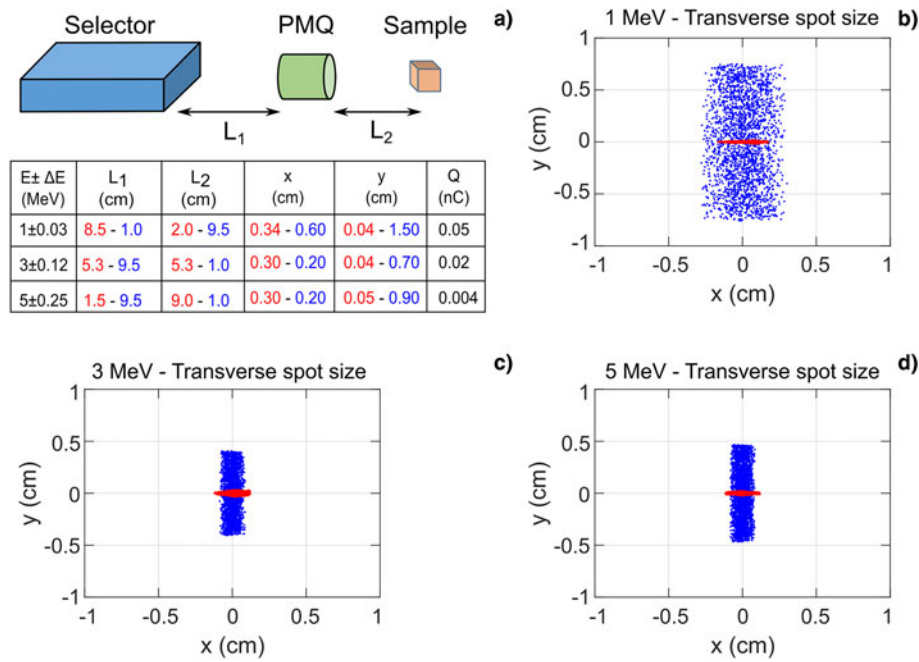 Selector PMQ Sample a)
L1 L2
E± ΔE (MeV) L1 (cm) L2 (cm) x (cm) y (cm) Q (nC)
1±0.03 8.5 - 1.0 2.0 - 9.5 0.34 - 0.60 0.04 - 1.50 0.05
3±0.12 5.3 - 9.5 5.3 - 1.0 0.30 - 0.20 0.04 - 0.70 0.02
5±0.25 1.5 - 9.5 9.0 - 1.0 0.30 - 0.20 0.05 - 0.90 0.004
1 MeV - Transverse spot size b)
1
0.5
0
-0.5
-1
y (cm)
-1 -0.5 0 0.5 1
x (cm)
3 MeV - Transverse spot size c)
1
0.5
0
-0.5
-1
y (cm)
-1 -0.5 0 0.5 1
x (cm)
5 MeV - Transverse spot size d)
1
0.5
0
-0.5
-1
y (cm)
-1 -0.5 0 0.5 1
x (cm)